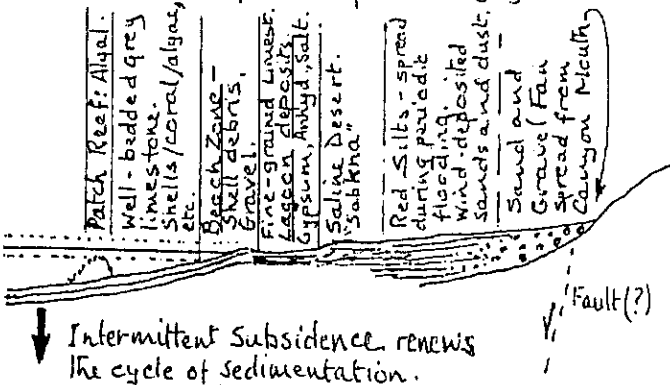 Patch Reef: Algal.
Well-bedded grey
limestone.
Shells/coral/algae,
etc.
Beach Zone -
Shell debris,
Gravel.
Fine-grained Limest.
Lagoon deposits
Gypsum, Anhyd., Salt.
Saline Desert.
"Sabkha"
Red Silts - spread
during periodic
flooding.
Wind-deposited
sands and dust.
Sand and
Gravel Fan
spread from
Canyon Mouth
Fault(?)
Intermittent Subsidence renews
the cycle of sedimentation.